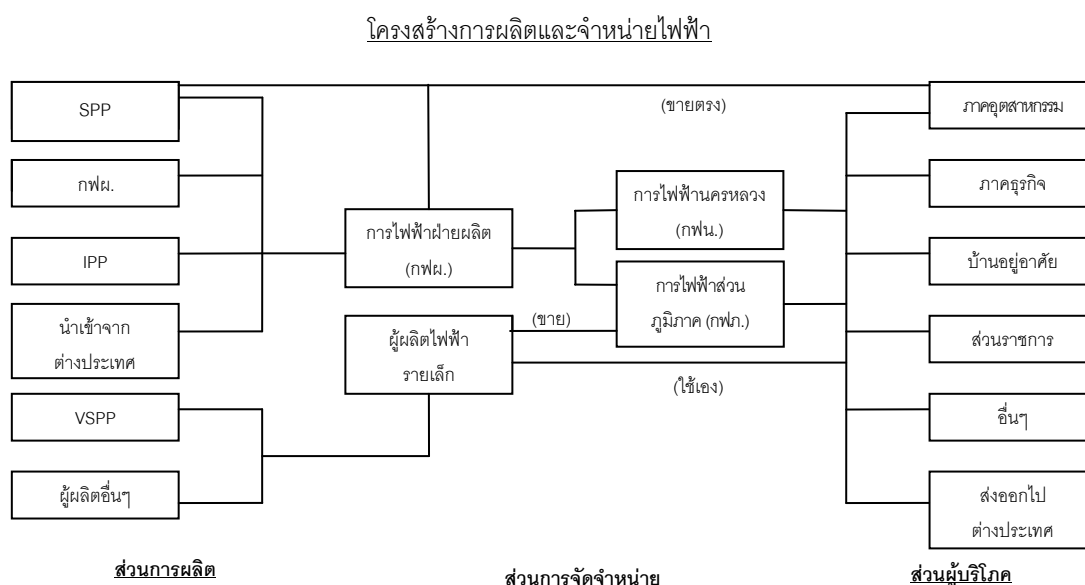 โครงสร้างการผลิตและจำหน่ายไฟฟ้า
SPP
กฟผ.
IPP
นำเข้าจาก
ต่างประเทศ
VSPP
ผู้ผลิตอื่นๆ
ส่วนการผลิต
การไฟฟ้าฝ่ายผลิต
(กฟผ.)
ผู้ผลิตไฟฟ้า
รายเล็ก
(ขายตรง)
การไฟฟ้านครหลวง
(กฟน.)
การไฟฟ้าส่วน
ภูมิภาค (กฟภ.)
(ขาย)
(ใช้เอง)
ส่วนการจัดจำหน่าย
ภาคอุตสาหกรรม
ภาคธุรกิจ
บ้านอยู่อาศัย
ส่วนราชการ
อื่นๆ
ส่งออกไป
ต่างประเทศ
ส่วนผู้บริโภค